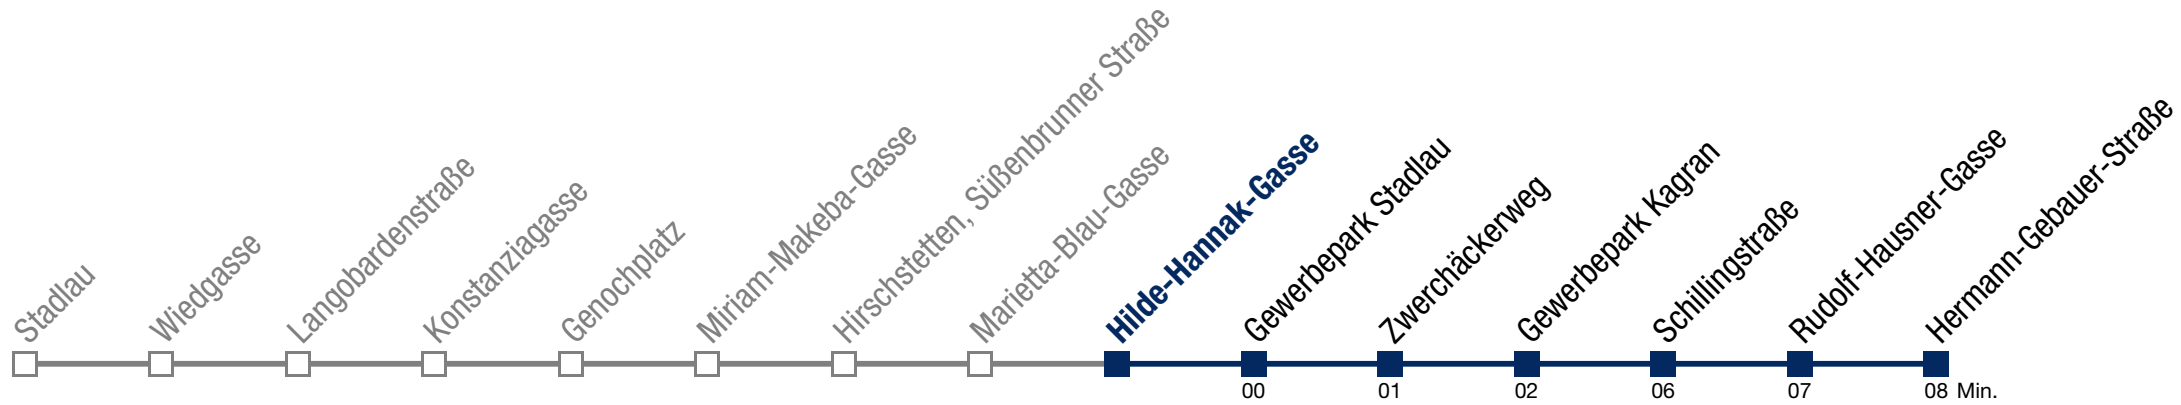 Stadlau
Wiedgasse
Langobardenstraße
Konstanziagasse
Genochplatz
Miriam-Makeba-Gasse
Hirschstetten, Süßenbrunner Straße
Marietta-Blau-Gasse
Hilde-Hannak-Gasse
Gewerbepark Stadlau
Zwerchäckerweg
Gewerbepark Kagran
Schillingstraße
Rudolf-Hausner-Gasse
Hermann-Gebauer-Straße
00 01 02 06 07 08 Min.